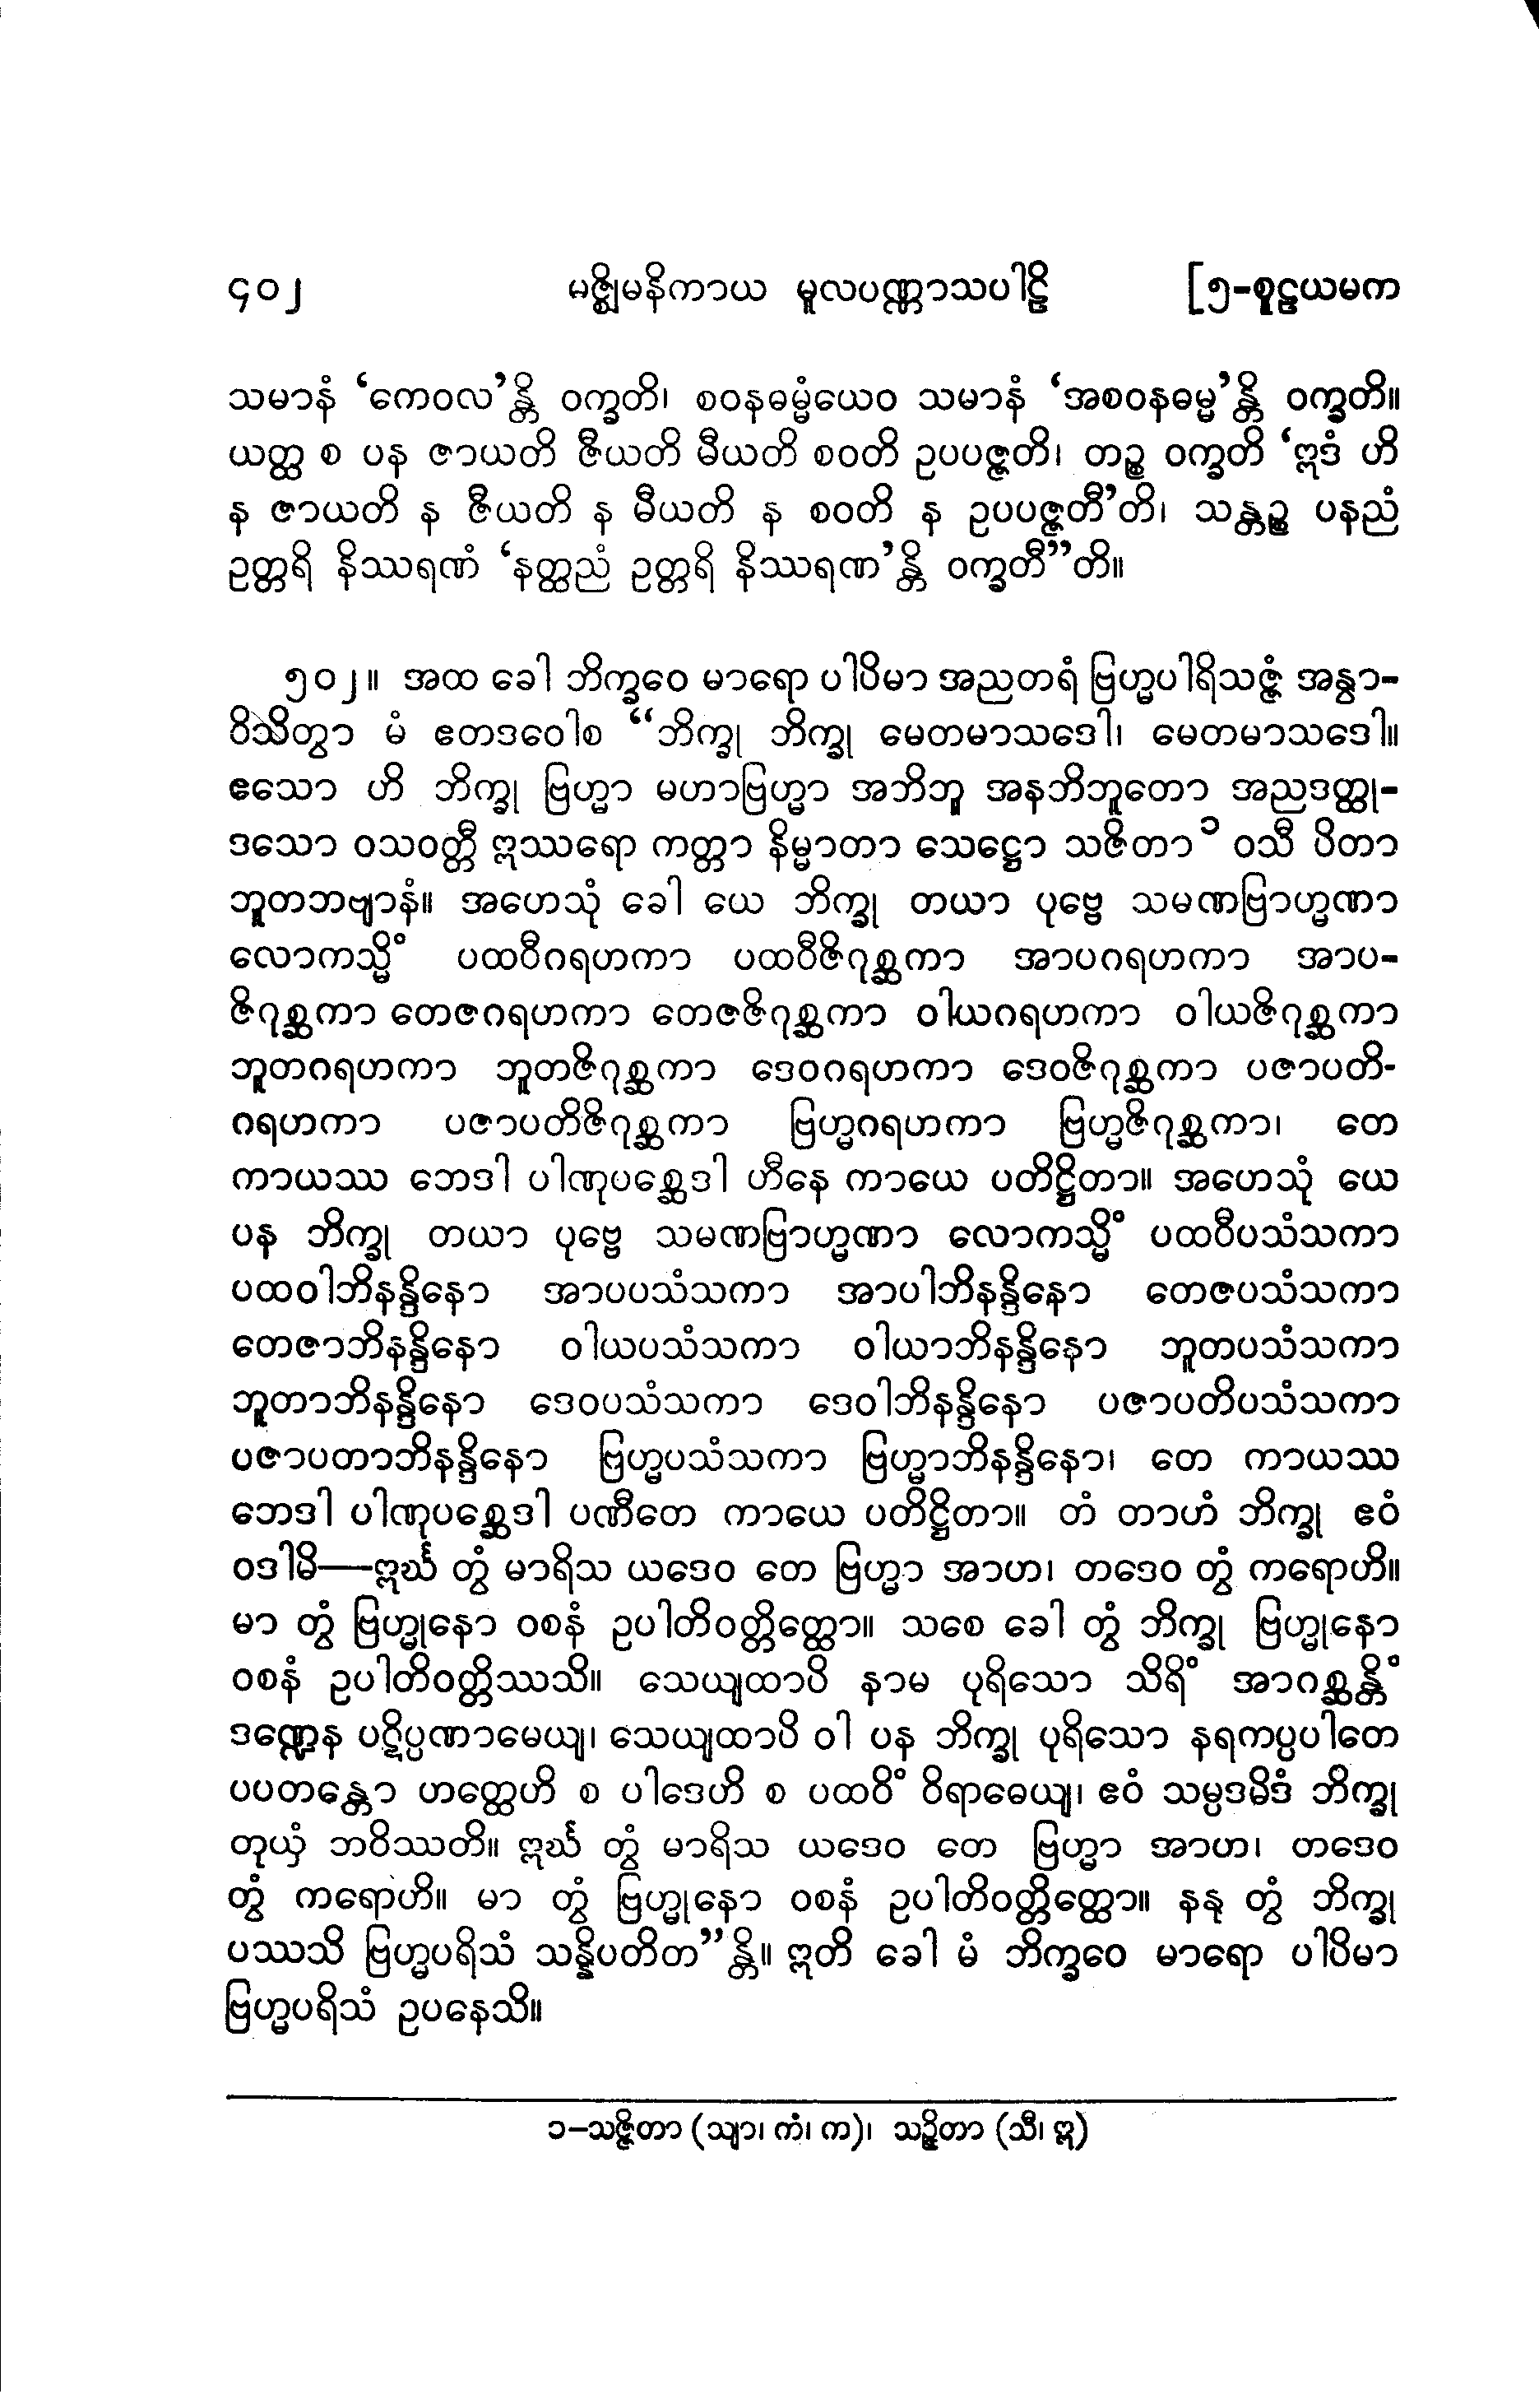 ၄၀၂ မဇ္ဈိမနိကာယ မူလပဏ္ဏာသပါဠိ [၅-စူဠယမက
သမာနံ ‘ကေဝလ’န္တိ ဝက္ခတိ၊ စဝနဓမ္မံယေဝ သမာနံ ‘အစဝနဓမ္မ’န္တိ ဝက္ခတိ။
ယတ္ထ စ ပန ဇာယတိ ဇီယတိ မီယတိ စဝတိ ဥပပဇ္ဇတိ၊ တဉ္စ ဝက္ခတိ ‘ဣဒံ ဟိ
န ဇာယတိ န ဇီယတိ န မီယတိ န စဝတိ န ဥပပဇ္ဇတီ’တိ၊ သန္တဉ္စ ပနညံ
ဥတ္တရိ နိဿရဏံ ‘နတ္ထညံ ဥတ္တရိ နိဿရဏ’န္တိ ဝက္ခတီ”တိ။
၅၀၂။ အထ ခေါ ဘိက္ခဝေ မာရော ပါပိမာ အညတရံ ဗြဟ္မပါရိသဇ္ဇံ အန္ဝာ-
ဝိသိတွာ မံ ဧတဒဝေါစ “ဘိက္ခု ဘိက္ခု မေတမာသဒေါ၊ မေတမာသဒေါ။
ဧသော ဟိ ဘိက္ခု ဗြဟ္မာ မဟာဗြဟ္မာ အဘိဘူ အနဘိဘူတော အညဒတ္ထု-
ဒသော ဝသဝတ္တီ ဣဿရော ကတ္တာ နိမ္မာတာ သေဋ္ဌော သဇိတာ ၁ ဝသီ ပိတာ
ဘူတဘဗျာနံ။ အဟေသုံ ခေါ ယေ ဘိက္ခု တယာ ပုဗ္ဗေ သမဏဗြာဟ္မဏာ
လောကသ္မိံ ပထဝီဂရဟကာ ပထဝီဇိဂုစ္ဆကာ အာပဂရဟကာ အာပ-
ဇိဂုစ္ဆကာ တေဇဂရဟကာ တေဇဇိဂုစ္ဆကာ ဝါယဂရဟကာ ဝါယဇိဂုစ္ဆကာ
ဘူတဂရဟကာ ဘူတဇိဂုစ္ဆကာ ဒေဝဂရဟကာ ဒေဝဇိဂုစ္ဆကာ ပဇာပတိ-
ဂရဟကာ ပဇာပတိဇိဂုစ္ဆကာ ဗြဟ္မဂရဟကာ ဗြဟ္မဇိဂုစ္ဆကာ၊ တေ
ကာယဿ ဘေဒါ ပါဏုပစ္ဆေဒါ ဟီနေ ကာယေ ပတိဋ္ဌိတာ။ အဟေသုံ ယေ
ပန ဘိက္ခု တယာ ပုဗ္ဗေ သမဏဗြာဟ္မဏာ လောကသ္မိံ ပထဝီပသံသကာ
ပထဝါဘိနန္ဒိနော အာပပသံသကာ အာပါဘိနန္ဒိနော တေဇပသံသကာ
တေဇာဘိနန္ဒိနော ဝါယပသံသကာ ဝါယာဘိနန္ဒိနော ဘူတပသံသကာ
ဘူတာဘိနန္ဒိနော ဒေဝပသံသကာ ဒေဝါဘိနန္ဒိနော ပဇာပတိပသံသကာ
ပဇာပတာဘိနန္ဒိနော ဗြဟ္မပသံသကာ ဗြဟ္မာဘိနန္ဒိနော၊ တေ ကာယဿ
ဘေဒါ ပါဏုပစ္ဆေဒါ ပဏီတေ ကာယေ ပတိဋ္ဌိတာ။ တံ တာဟံ ဘိက္ခု ဧဝံ
ဝဒါမိ—ဣင်္ဃ တွံ မာရိသ ယဒေဝ တေ ဗြဟ္မာ အာဟ၊ တဒေဝ တွံ ကရောဟိ။
မာ တွံ ဗြဟ္မုနော ဝစနံ ဥပါတိဝတ္တိတ္ထော။ သစေ ခေါ တွံ ဘိက္ခု ဗြဟ္မုနော
ဝစနံ ဥပါတိဝတ္တိဿသိ။ သေယျထာပိ နာမ ပုရိသော သိရိံ အာဂစ္ဆန္တိံ
ဒဏ္ဍေန ပဋိပ္ပဏာမေယျ၊ သေယျထာပိ ဝါ ပန ဘိက္ခု ပုရိသော နရကပ္ပပါတေ
ပပတန္တော ဟတ္ထေဟိ စ ပါဒေဟိ စ ပထဝိံ ဝိရာဓေယျ၊ ဧဝံ သမ္ပဒမိဒံ ဘိက္ခု
တုယှံ ဘဝိဿတိ။ ဣင်္ဃ တွံ မာရိသ ယဒေဝ တေ ဗြဟ္မာ အာဟ၊ တဒေဝ
တွံ ကရောဟိ။ မာ တွံ ဗြဟ္မုနော ဝစနံ ဥပါတိဝတ္တိတ္ထော။ နနု တွံ ဘိက္ခု
ပဿသိ ဗြဟ္မပရိသံ သန္နိပတိတ”န္တိ။ ဣတိ ခေါ မံ ဘိက္ခဝေ မာရော ပါပိမာ
ဗြဟ္မပရိသံ ဥပနေသိ။
၁-သဇ္ဇိတာ (သျာ၊ ကံ၊ က)၊ သဉ္ဇိတာ (သီ၊ ဣ)